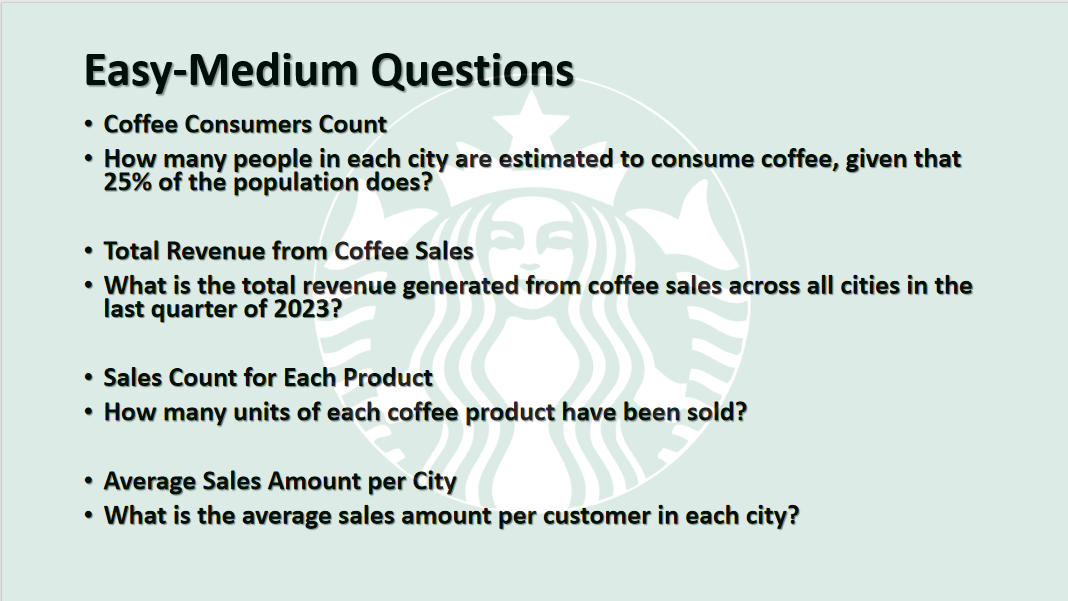 Easy-Medium Questions
• Coffee Consumers Count
• How many people in each city are estimated to consume coffee, given that
25% of the population does?
• Total Revenue from Coffee Sales
• What is the total revenue generated from coffee sales across all cities in the
last quarter of 2023?
• Sales Count for Each Product
• How many units of each coffee product have been sold?
• Average Sales Amount per City
• What is the average sales amount per customer in each city?